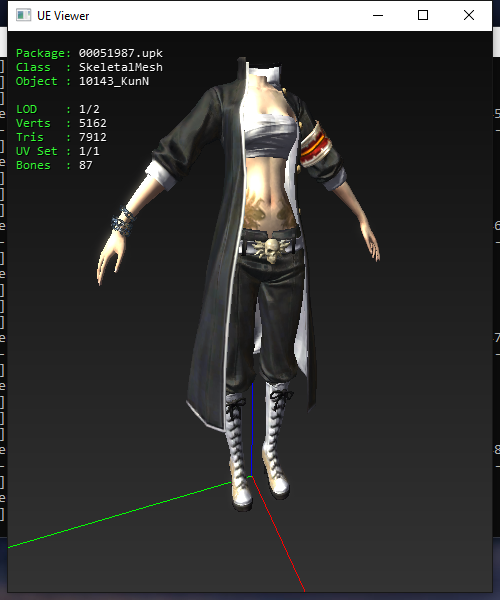 UE Viewer
Package: 00051987.upk
Class  : SkeletalMesh
Object : 10143_KunN
LOD    : 1/2
Verts  : 5162
Tris   : 7912
UV Set : 1/1
Bones  : 87